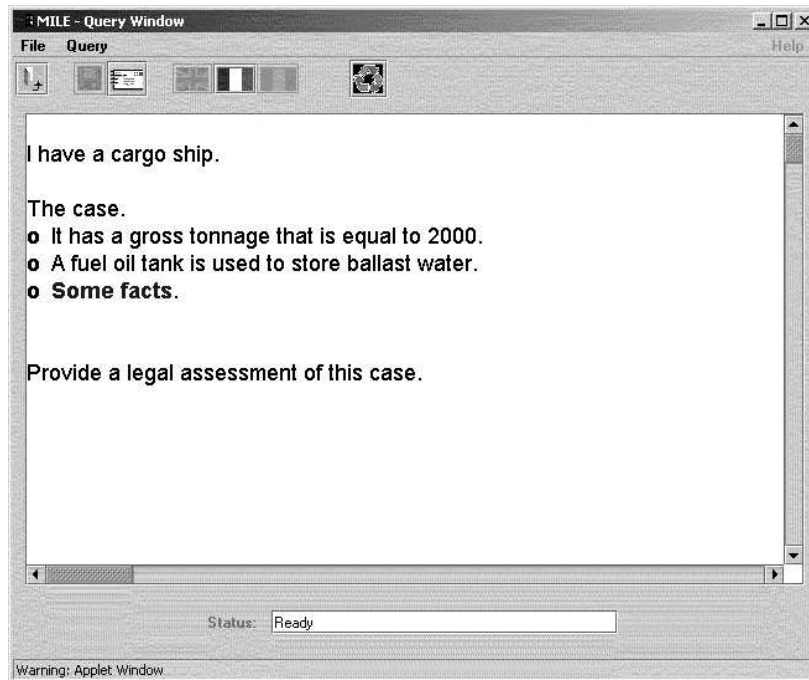 MILE - Query Window
File Query Help
I have a cargo ship.
The case.
o It has a gross tonnage that is equal to 2000.
o A fuel oil tank is used to store ballast water.
o Some facts.
Provide a legal assessment of this case.
Status: Ready
Warning: Applet Window